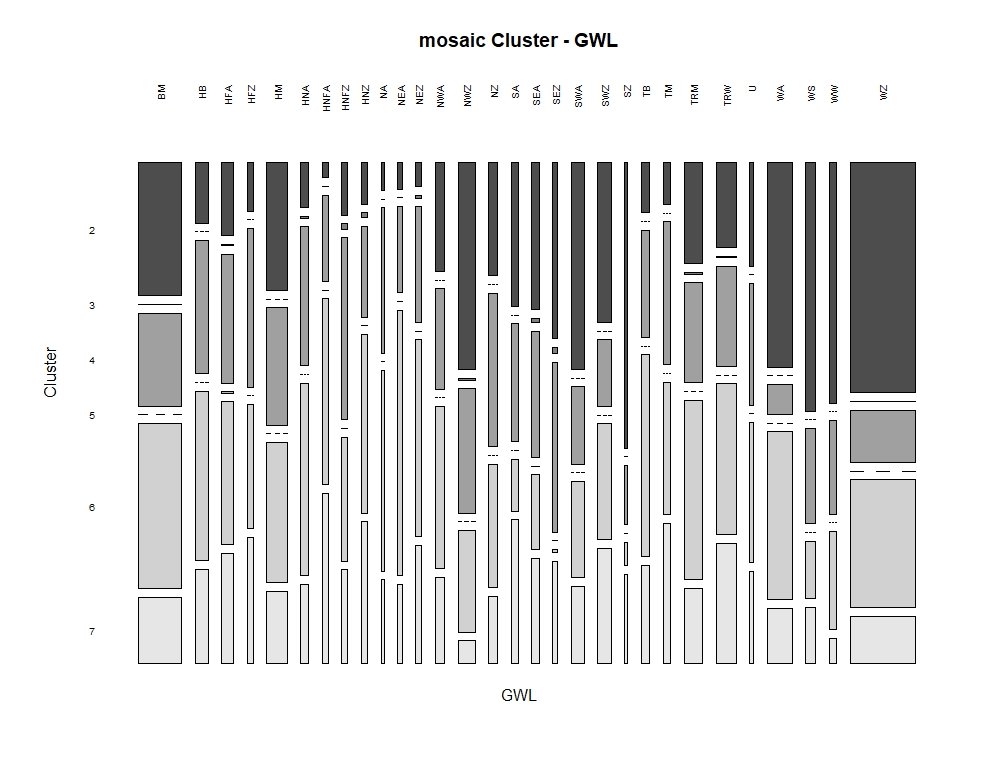 mosaic Cluster - GWL
BM HB HFA HFZ HM HNA HNFA HNFZ HNZ NA NEA NEZ NWA NWZ NZ SA SEA SEZ SWA SWZ SZ TB TM TRM TRW U WA WS WW WZ
2
3
4
5
6
7
Cluster
GWL